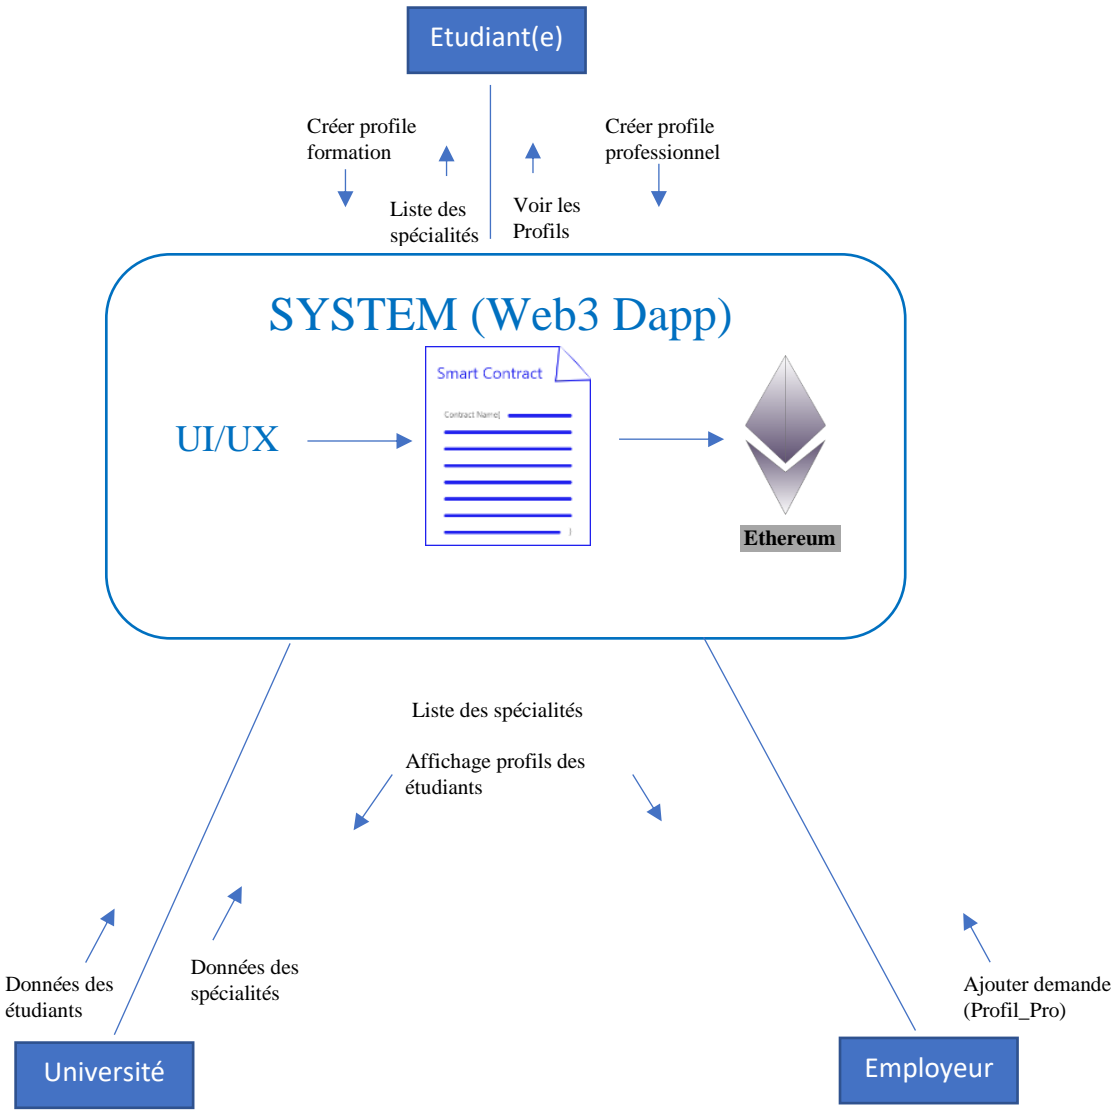 Etudiant(e)
Créer profile
formation
Créer profile
professionnel
Liste des
spécialités
Voir les
Profils
SYSTEM (Web3 Dapp)
Smart Contract
Contract Name{
UI/UX
}
Ethereum
Liste des spécialités
Affichage profils des
étudiants
Données des
étudiants
Données des
spécialités
Ajouter demande
(Profil_Pro)
Université
Employeur